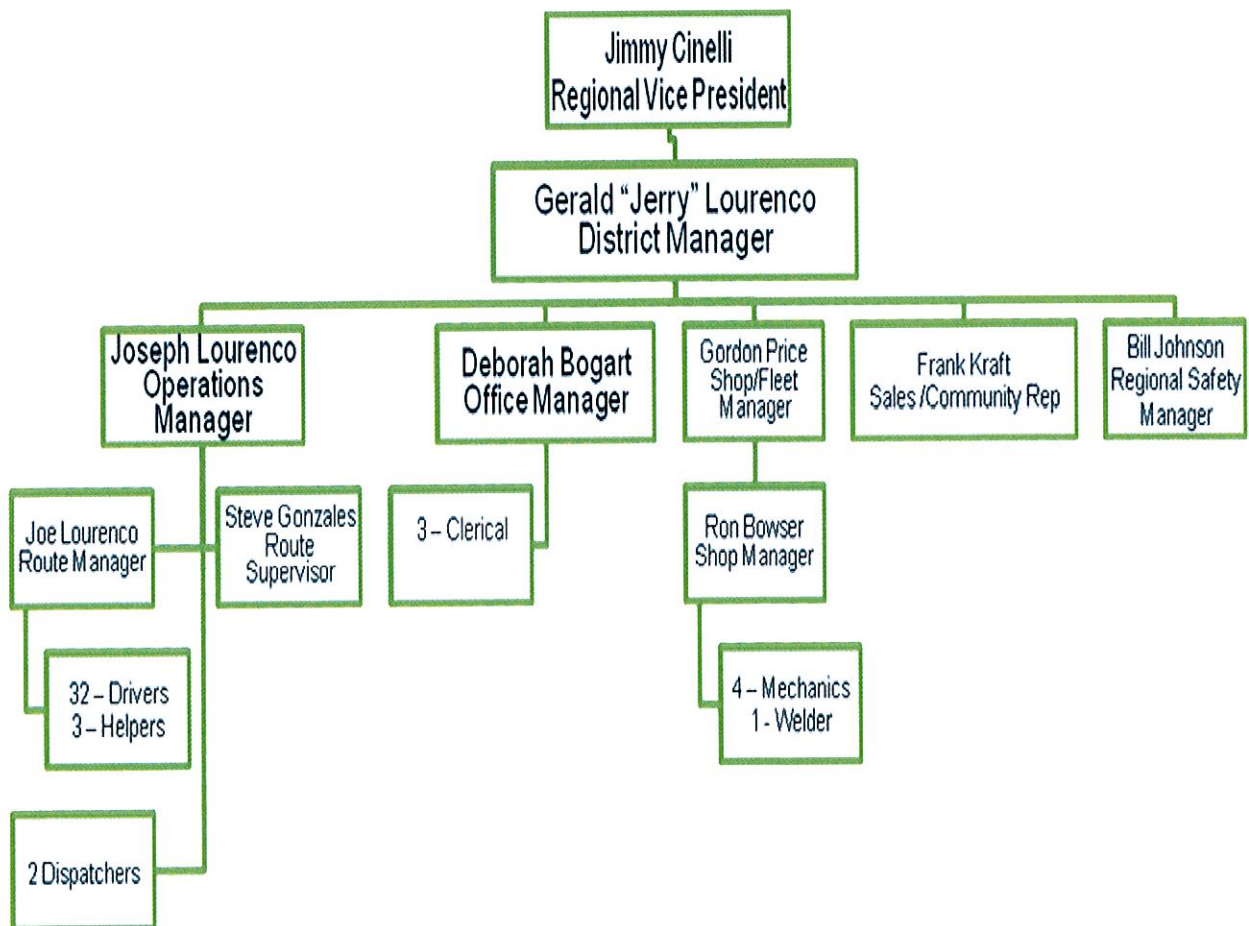 Jimmy Cinelli
Regional Vice President
Gerald “Jerry” Lourenco
District Manager
Joseph Lourenco
Operations
Manager
Deborah Bogart
Office Manager
Gordon Price
Shop/Fleet
Manager
Frank Kraft
Sales /Community Rep
Bill Johnson
Regional Safety
Manager
Joe Lourenco
Route Manager
Steve Gonzales
Route
Supervisor
3 – Clerical
Ron Bowser
Shop Manager
32 – Drivers
3 – Helpers
4 – Mechanics
1 - Welder
2 Dispatchers